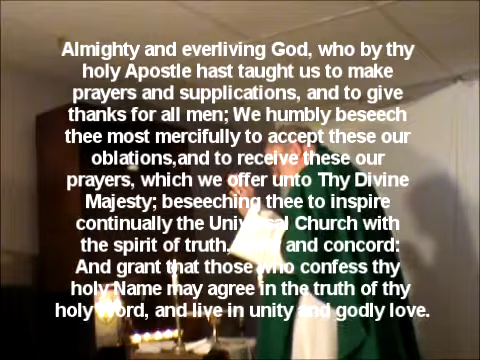 Almighty and everliving God, who by thy
holy Apostle hast taught us to make
prayers and supplications, and to give
thanks for all men; We humbly beseech
thee most mercifully to accept these our
oblations,and to receive these our
prayers, which we offer unto Thy Divine
Majesty; beseeching thee to inspire
continually the Universal Church with
the spirit of truth, and concord:
And grant that those who confess thy
holy Name may agree in the truth of thy
holy Word, and live in unity and godly love.